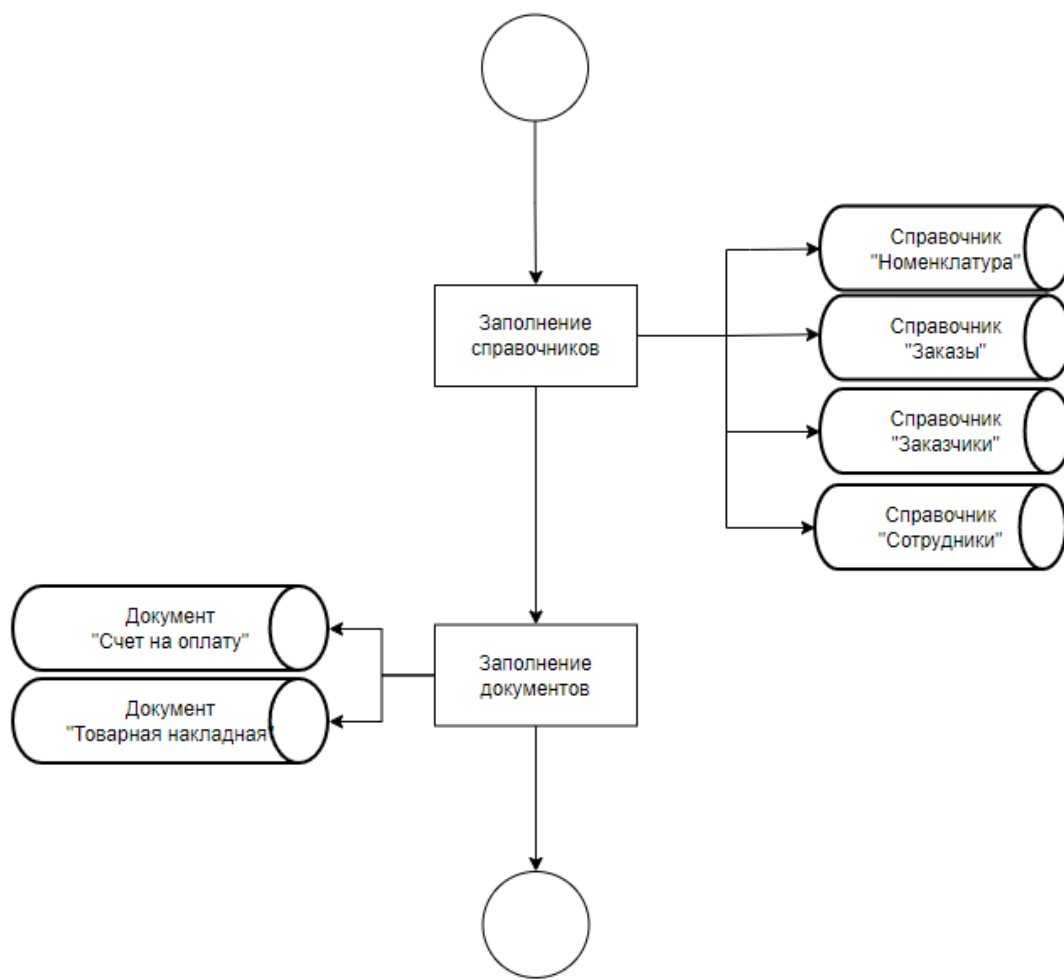 Справочник
"Номенклатура"
Заполнение
справочников
Справочник
"Заказы"
Справочник
"Заказчики"
Справочник
"Сотрудники"
Документ
"Счет на оплату"
Заполнение
документов
Документ
"Товарная накладная"